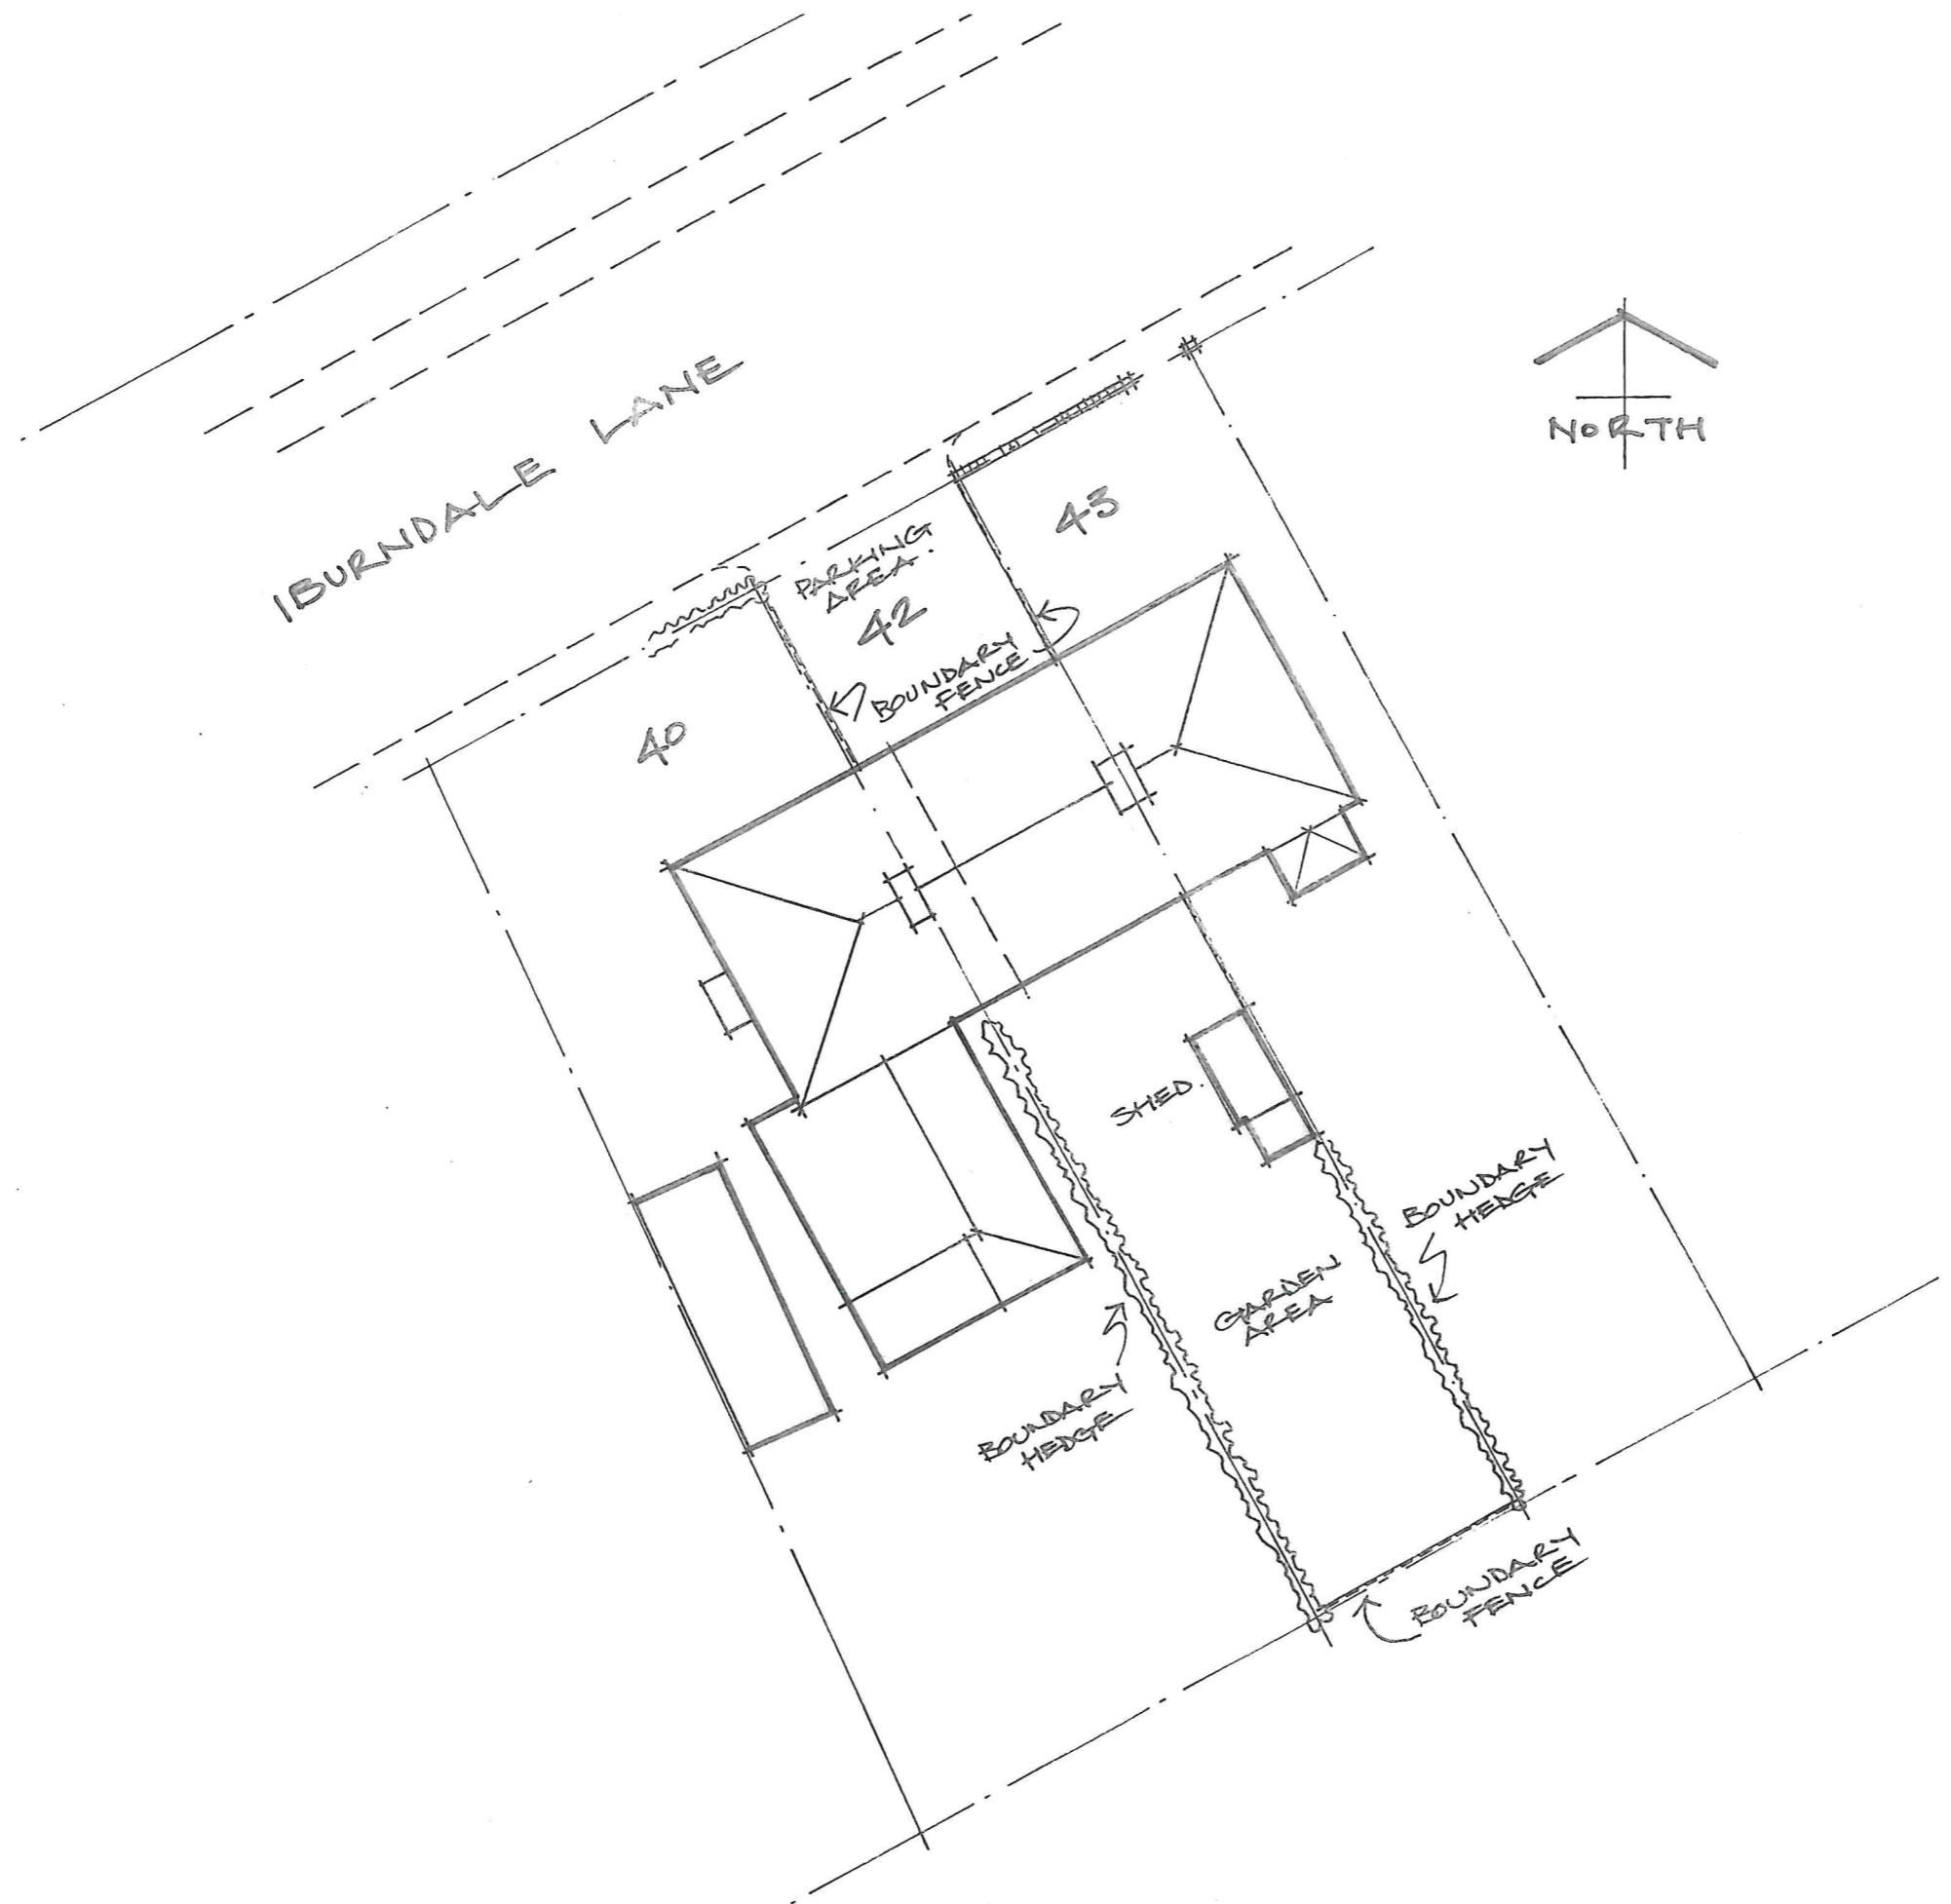 IBURNDALE LANE
NORTH
43
PARKING
AREA.
42
BOUNDARY
FENCE
40
SHED.
BOUNDARY
HEDGE
GARDEN
AREA
BOUNDARY
HEDGE
BOUNDARY
FENCE